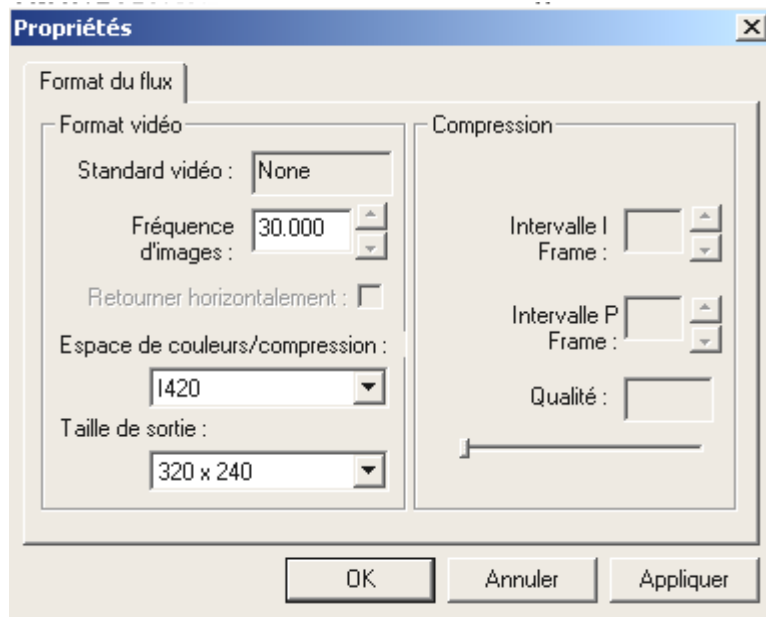 Propriétés
Format du flux
Format vidéo
Standard vidéo : None
Fréquence d'images : 30.000
Retourner horizontalement :
Espace de couleurs/compression :
I420
Taille de sortie :
320 x 240
Compression
Intervalle I
Frame :
Intervalle P
Frame :
Qualité :
OK
Annuler
Appliquer